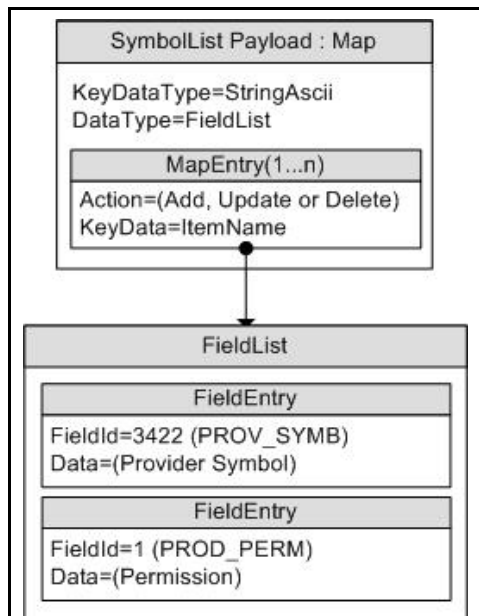 SymbolList Payload : Map
KeyDataType=StringAscii
DataType=FieldList
MapEntry(1...n)
Action=(Add, Update or Delete)
KeyData=ItemName
FieldList
FieldEntry
FieldId=3422 (PROV_SYMB)
Data=(Provider Symbol)
FieldEntry
FieldId=1 (PROD_PERM)
Data=(Permission)